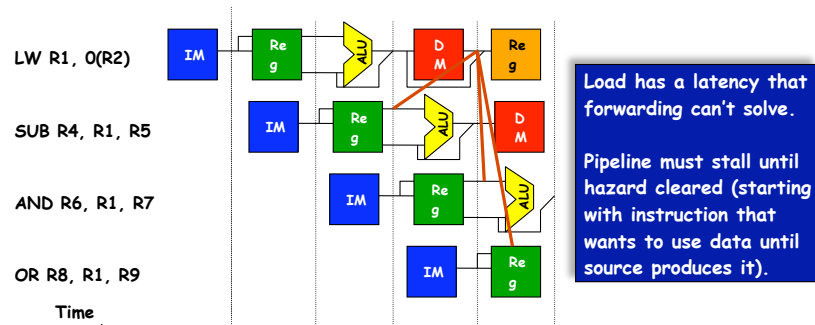 LW R1, 0(R2)
IM
Re
g
ALU
D
M
Re
g
SUB R4, R1, R5
IM
Re
g
ALU
D
M
AND R6, R1, R7
IM
Re
g
ALU
OR R8, R1, R9
IM
Re
g
Time
Load has a latency that
forwarding can't solve.
Pipeline must stall until
hazard cleared (starting
with instruction that
wants to use data until
source produces it).